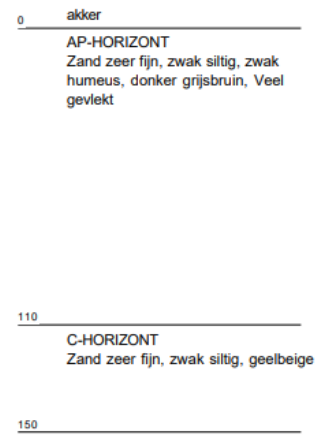 0 akker
AP-HORIZONT
Zand zeer fijn, zwak siltig, zwak
humeus, donker grijsbruin, Veel
gevlekt
110
C-HORIZONT
Zand zeer fijn, zwak siltig, geelbeige
150